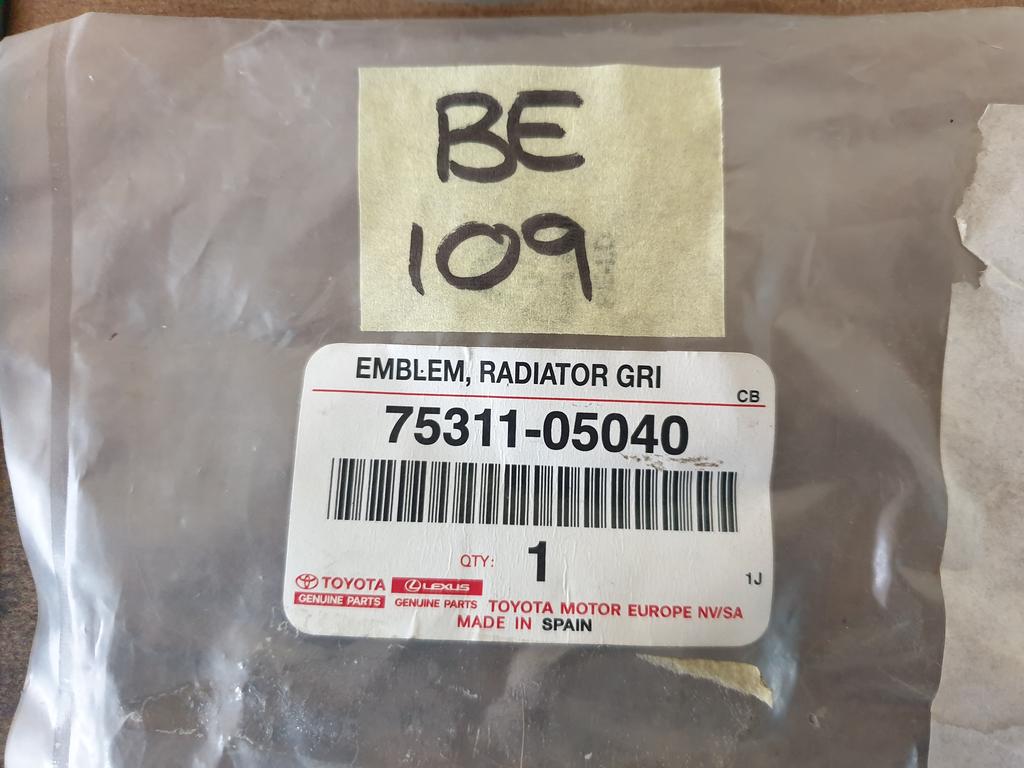 BE
109
EMBLEM, RADIATOR GRI
CB
75311-05040
QTY: 1
1J
TOYOTA LEXUS
GENUINE PARTS GENUINE PARTS TOYOTA MOTOR EUROPE NV/SA
MADE IN SPAIN